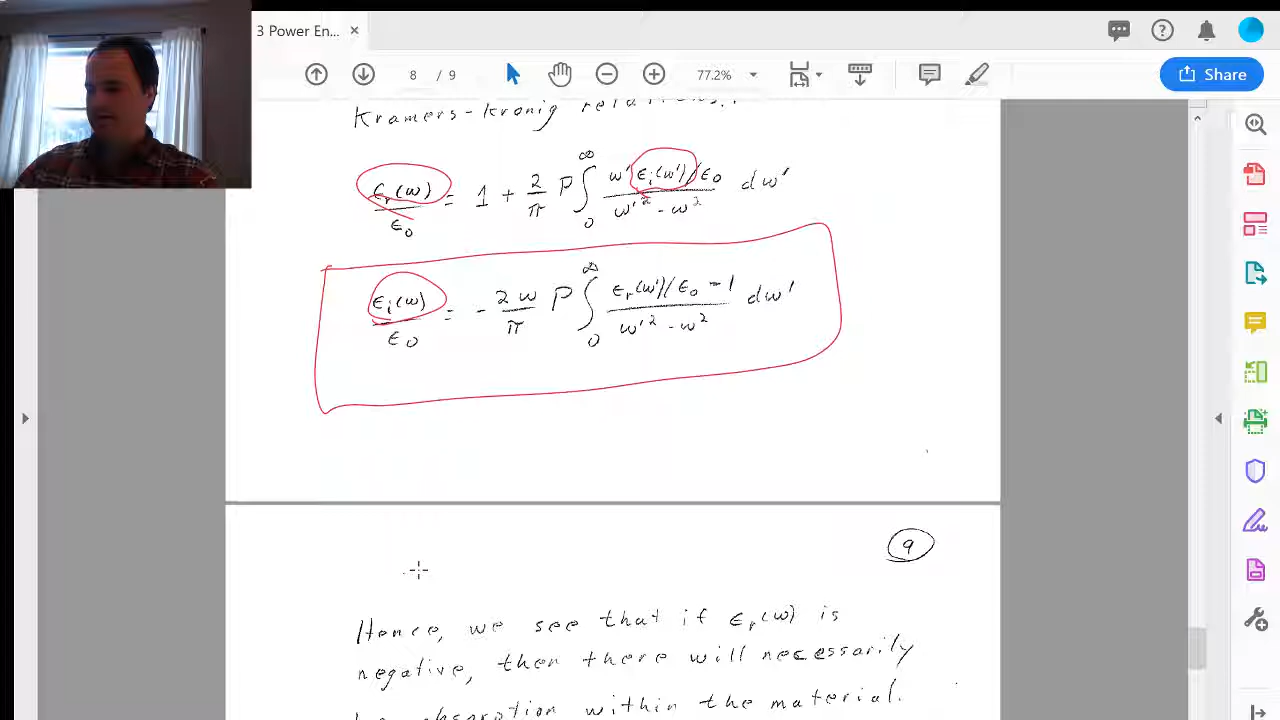 3 Power En...
8 / 9
77.2%
Share
Kramers-Kronig relations:
εr(ω)/ε0 = 1 + 2/π P∫0^∞ ω'εi(ω')/ε0 / (ω'² - ω²) dω'
εi(ω)/ε0 = - 2ω/π P∫0^∞ (εr(ω')/ε0 - 1) / (ω'² - ω²) dω'
9
Hence, we see that if εr(ω) is
negative, then there will necessarily
be absorption within the material.